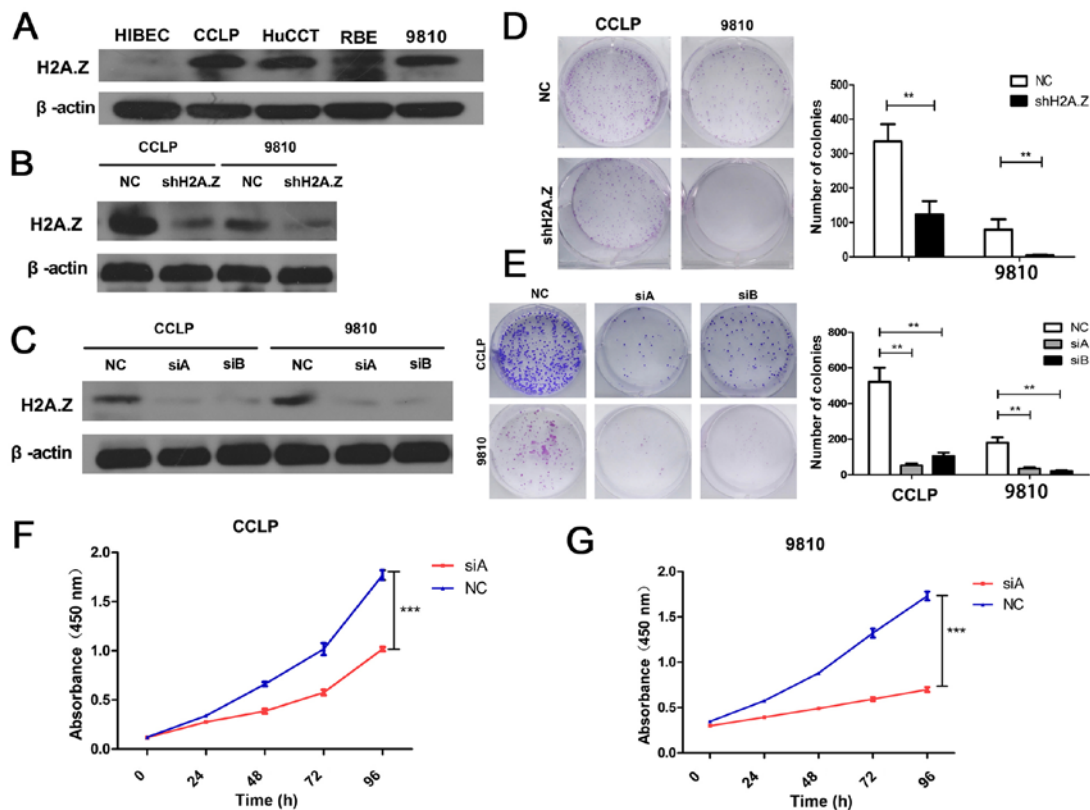 A
HIBEC CCLP HuCCT RBE 9810
H2A.Z
β -actin
B
CCLP 9810
NC shH2A.Z NC shH2A.Z
H2A.Z
β -actin
C
CCLP 9810
NC siA siB NC siA siB
H2A.Z
β -actin
D
CCLP 9810
NC
shH2A.Z
Number of colonies
500
400
300
200
100
0
**
**
NC
shH2A.Z
9810
E
NC siA siB
CCLP
9810
Number of colonies
800
600
400
200
0
**
**
**
**
NC
siA
siB
CCLP 9810
F
CCLP
Absorbance (450 nm)
2.0
1.5
1.0
0.5
0.0
0 24 48 72 96
Time (h)
siA
NC
***
G
9810
Absorbance (450 nm)
2.0
1.5
1.0
0.5
0.0
0 24 48 72 96
Time (h)
siA
NC
***